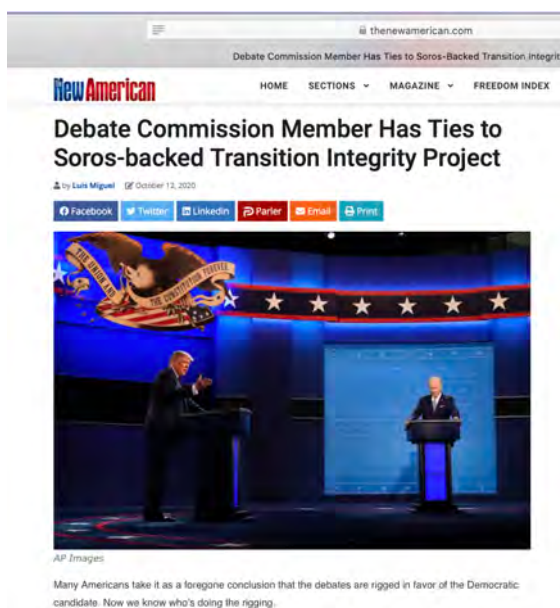 thenewamerican.com
Debate Commission Member Has Ties to Soros-Backed Transition Integrit
New American
HOME SECTIONS MAGAZINE FREEDOM INDEX
Debate Commission Member Has Ties to
Soros-backed Transition Integrity Project
by Luis Miguel October 12, 2020
Facebook Twitter Linkedin Parler Email Print
THE UNION AND THE CONSTITUTION FOREVER
AP Images
Many Americans take it as a foregone conclusion that the debates are rigged in favor of the Democratic
candidate. Now we know who's doing the rigging.